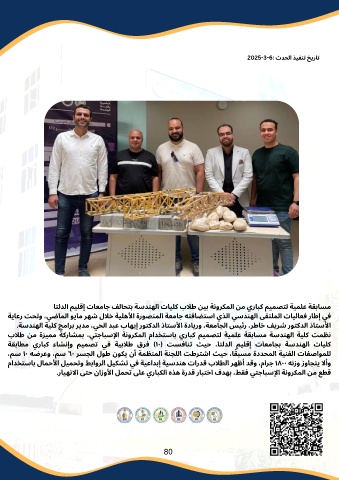 تاريخ تنفيذ الحدث :6-3-2025
مسابقة علمية لتصميم كباري من المكرونة بين طلاب كليات الهندسة بتحالف جامعات إقليم الدلتا
في إطار فعاليات الملتقى الهندسي الذي استضافته جامعة المنصورة الأهلية خلال شهر مايو الماضي، وتحت رعاية
الأستاذ الدكتور شريف خاطر، رئيس الجامعة، وريادة الأستاذ الدكتور إيهاب عبد الحي، مدير برامج كلية الهندسة،
نظمت كلية الهندسة مسابقة علمية لتصميم كباري باستخدام المكرونة الإسباجتي، بمشاركة مميزة من طلاب
كليات الهندسة بجامعات إقليم الدلتا. حيث تنافست (١٠) فرق طلابية في تصميم وإنشاء كباري مطابقة
للمواصفات الفنية المحددة مسبقًا، حيث اشترطت اللجنة المنظمة أن يكون طول الجسر ٦٠ سم، وعرضه ١٠ سم،
وألا يتجاوز وزنه ١٨٠٠ جرام. وقد أظهر الطلاب قدرات هندسية إبداعية في تشكيل الروابط وتحميل الأحمال باستخدام
قطع من المكرونة الإسباجتي فقط، بهدف اختبار قدرة هذه الكباري على تحمل الأوزان حتى الانهيار.
80